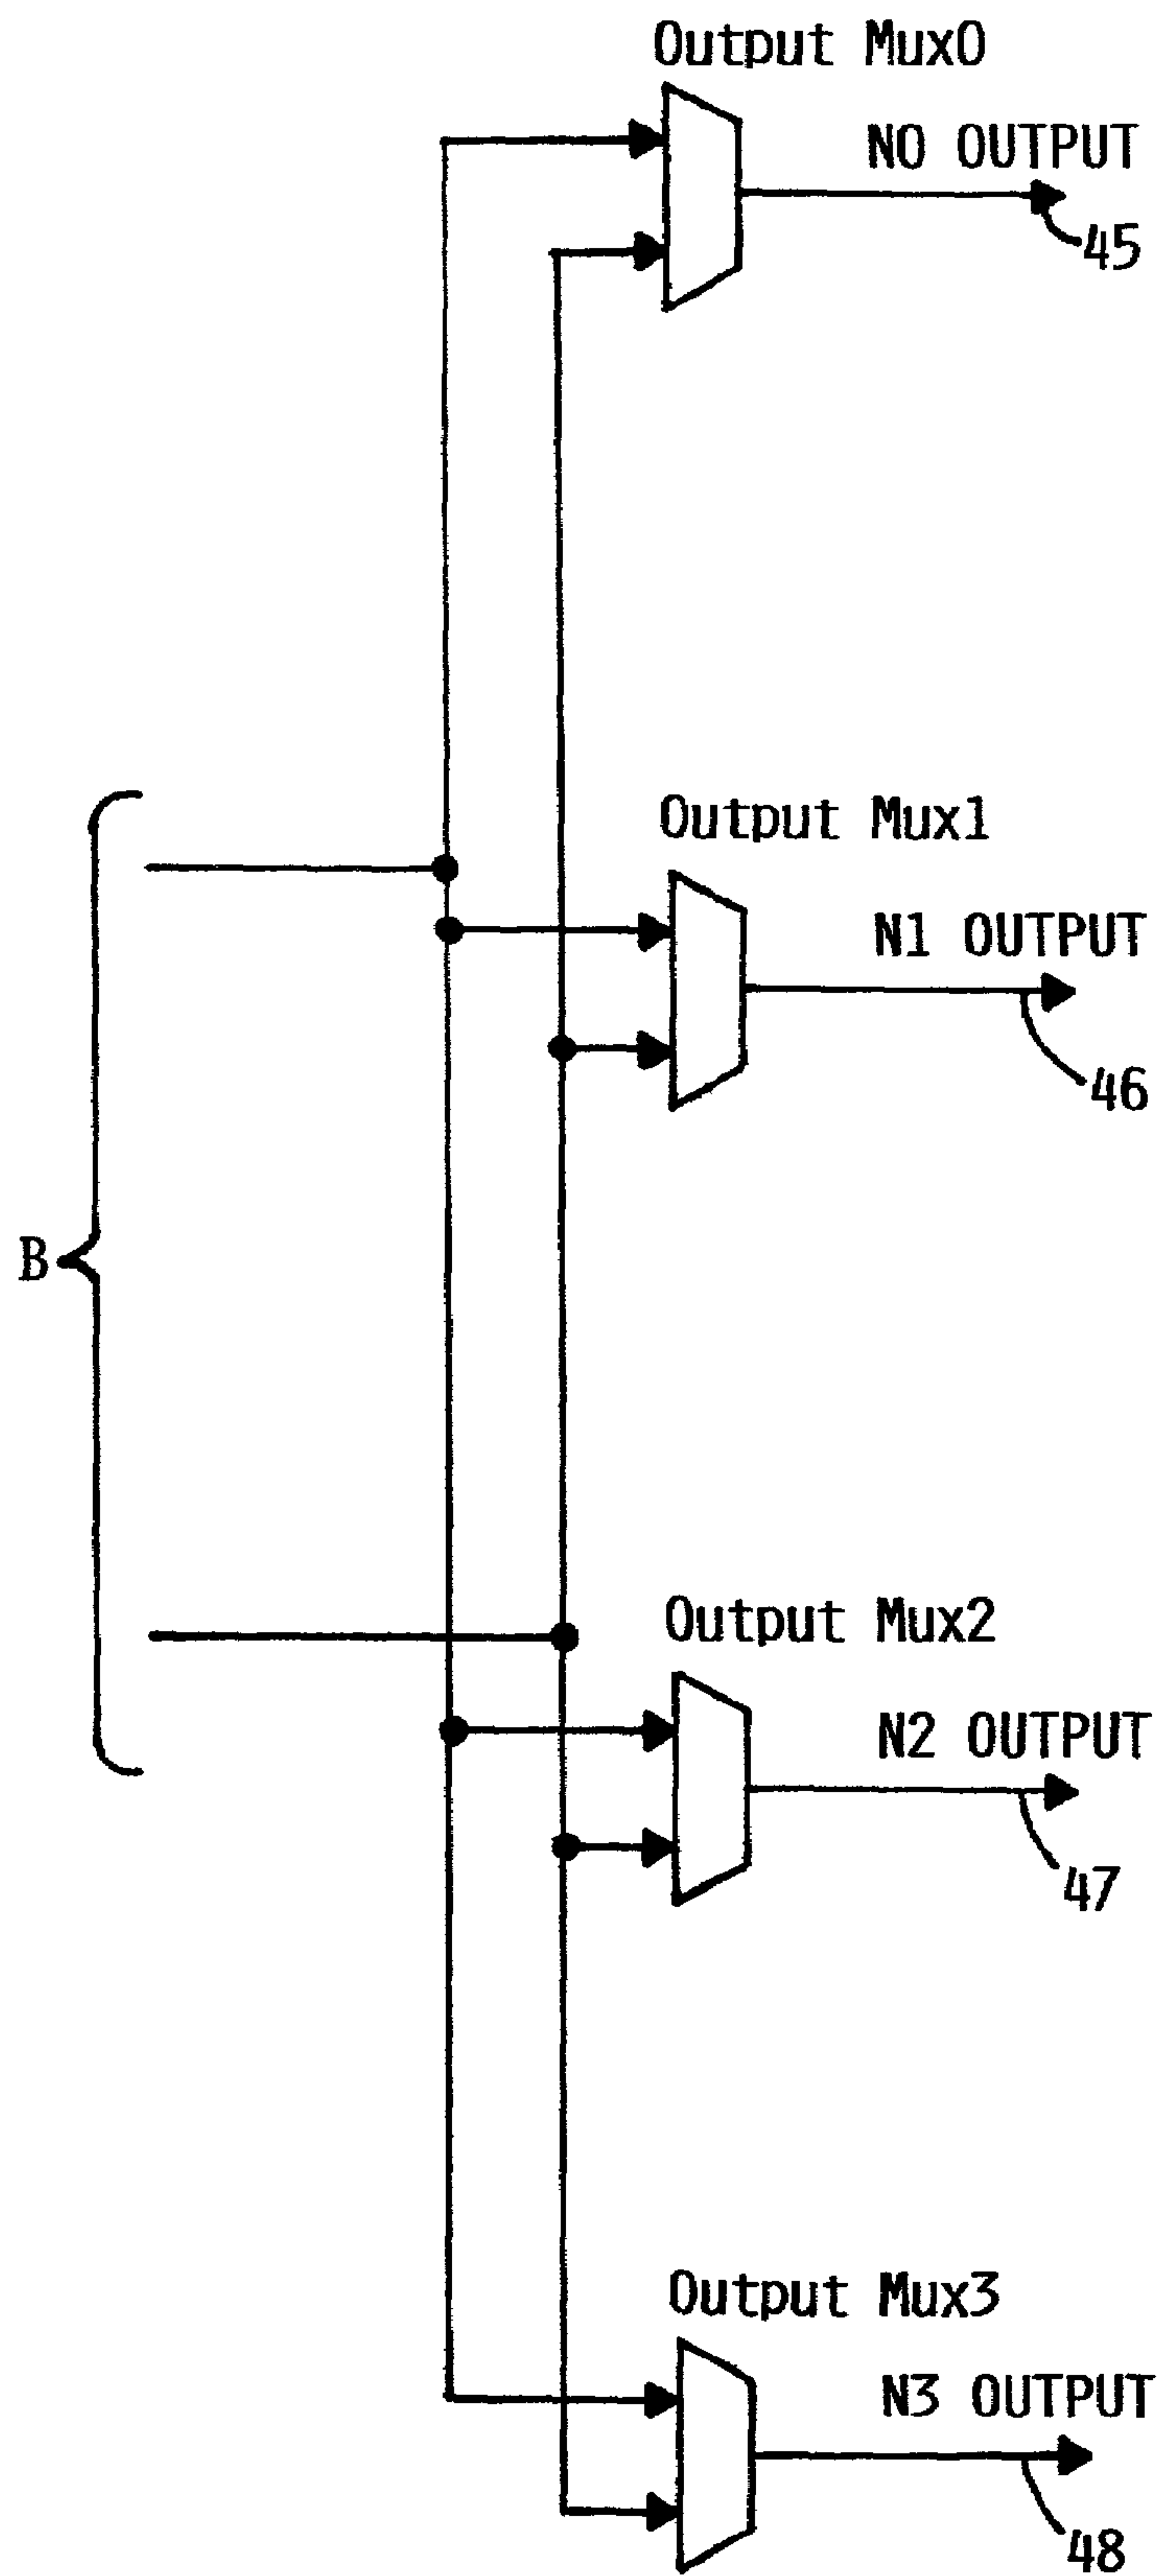 Output Mux0
N0 OUTPUT
45
Output Mux1
N1 OUTPUT
46
B
Output Mux2
N2 OUTPUT
47
Output Mux3
N3 OUTPUT
48